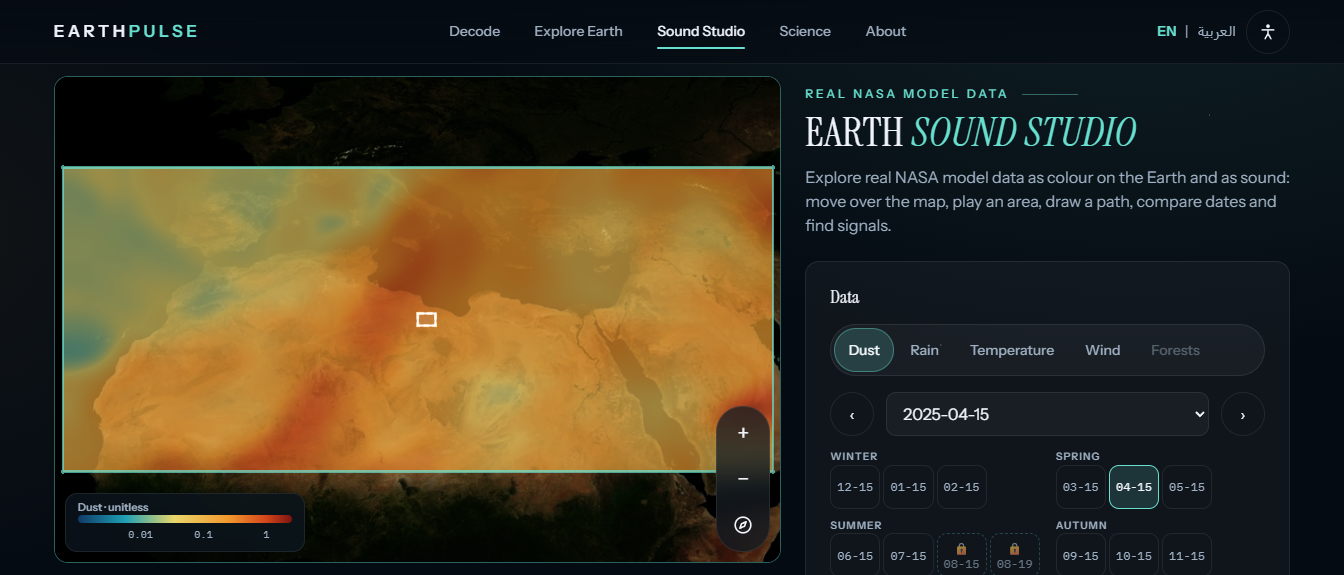 EARTHPULSE
Decode
Explore Earth
Sound Studio
Science
About
EN | العربية
REAL NASA MODEL DATA
EARTH SOUND STUDIO
Explore real NASA model data as colour on the Earth and as sound:
move over the map, play an area, draw a path, compare dates and
find signals.
Data
Dust
Rain
Temperature
Wind
Forests
‹
2025-04-15
›
WINTER
12-15
01-15
02-15
SPRING
03-15
04-15
05-15
SUMMER
06-15
07-15
08-15
08-19
AUTUMN
09-15
10-15
11-15
+
−
Dust·unitless
0.01
0.1
1